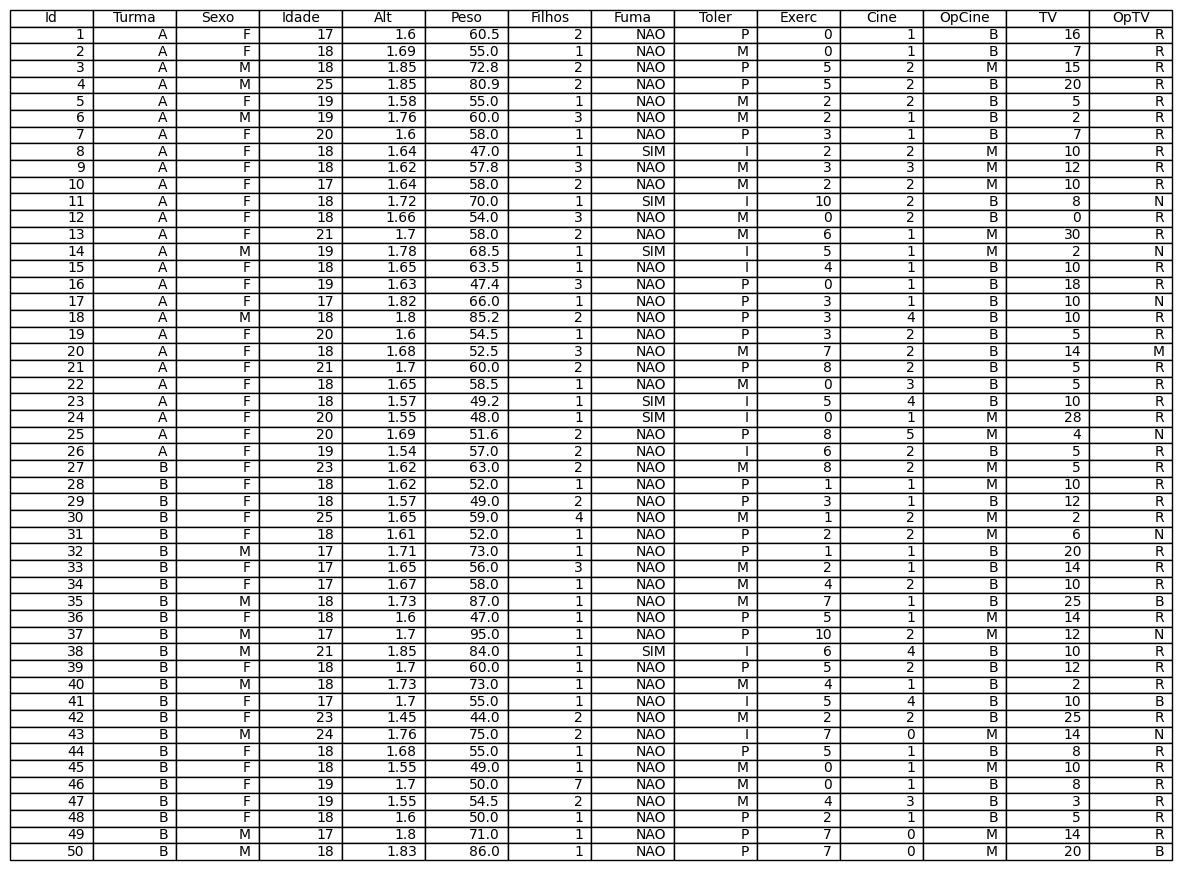 Id Turma Sexo Idade Alt Peso Filhos Fuma Toler Exerc Cine OpCine TV OpTV
1 A F 17 1.6 60.5 2 NAO P 0 1 B 16 R
2 A F 18 1.69 55.0 1 NAO M 0 1 B 7 R
3 A M 18 1.85 72.8 2 NAO P 5 2 M 15 R
4 A M 25 1.85 80.9 2 NAO P 5 2 B 20 R
5 A F 19 1.58 55.0 1 NAO M 2 2 B 5 R
6 A M 19 1.76 60.0 3 NAO M 2 1 B 2 R
7 A F 20 1.6 58.0 1 NAO P 3 1 B 7 R
8 A F 18 1.64 47.0 1 SIM I 2 2 M 10 R
9 A F 18 1.62 57.8 3 NAO M 3 3 M 12 R
10 A F 17 1.64 58.0 2 NAO M 2 2 M 10 R
11 A F 18 1.72 70.0 1 SIM I 10 2 B 8 N
12 A F 18 1.66 54.0 3 NAO M 0 2 B 0 R
13 A F 21 1.7 58.0 2 NAO M 6 1 M 30 R
14 A M 19 1.78 68.5 1 SIM I 5 1 M 2 N
15 A F 18 1.65 63.5 1 NAO I 4 1 B 10 R
16 A F 19 1.63 47.4 3 NAO P 0 1 B 18 R
17 A F 17 1.82 66.0 1 NAO P 3 1 B 10 N
18 A M 18 1.8 85.2 2 NAO P 3 4 B 10 R
19 A F 20 1.6 54.5 1 NAO P 3 2 B 5 R
20 A F 18 1.68 52.5 3 NAO M 7 2 B 14 M
21 A F 21 1.7 60.0 2 NAO P 8 2 B 5 R
22 A F 18 1.65 58.5 1 NAO M 0 3 B 5 R
23 A F 18 1.57 49.2 1 SIM I 5 4 B 10 R
24 A F 20 1.55 48.0 1 SIM I 0 1 M 28 R
25 A F 20 1.69 51.6 2 NAO P 8 5 M 4 N
26 A F 19 1.54 57.0 2 NAO I 6 2 B 5 R
27 B F 23 1.62 63.0 2 NAO M 8 2 M 5 R
28 B F 18 1.62 52.0 1 NAO P 1 1 M 10 R
29 B F 18 1.57 49.0 2 NAO P 3 1 B 12 R
30 B F 25 1.65 59.0 4 NAO M 1 2 M 2 R
31 B F 18 1.61 52.0 1 NAO P 2 2 M 6 N
32 B M 17 1.71 73.0 1 NAO P 1 1 B 20 R
33 B F 17 1.65 56.0 3 NAO M 2 1 B 14 R
34 B F 17 1.67 58.0 1 NAO M 4 2 B 10 R
35 B M 18 1.73 87.0 1 NAO M 7 1 B 25 B
36 B F 18 1.6 47.0 1 NAO P 5 1 M 14 R
37 B M 17 1.7 95.0 1 NAO P 10 2 M 12 N
38 B M 21 1.85 84.0 1 SIM I 6 4 B 10 R
39 B F 18 1.7 60.0 1 NAO P 5 2 B 12 R
40 B M 18 1.73 73.0 1 NAO M 4 1 B 2 R
41 B F 17 1.7 55.0 1 NAO I 5 4 B 10 B
42 B F 23 1.45 44.0 2 NAO M 2 2 B 25 R
43 B M 24 1.76 75.0 2 NAO I 7 0 M 14 N
44 B F 18 1.68 55.0 1 NAO P 5 1 B 8 R
45 B F 18 1.55 49.0 1 NAO M 0 1 M 10 R
46 B F 19 1.7 50.0 7 NAO M 0 1 B 8 R
47 B F 19 1.55 54.5 2 NAO M 4 3 B 3 R
48 B F 18 1.6 50.0 1 NAO P 2 1 B 5 R
49 B M 17 1.8 71.0 1 NAO P 7 0 M 14 R
50 B M 18 1.83 86.0 1 NAO P 7 0 M 20 B